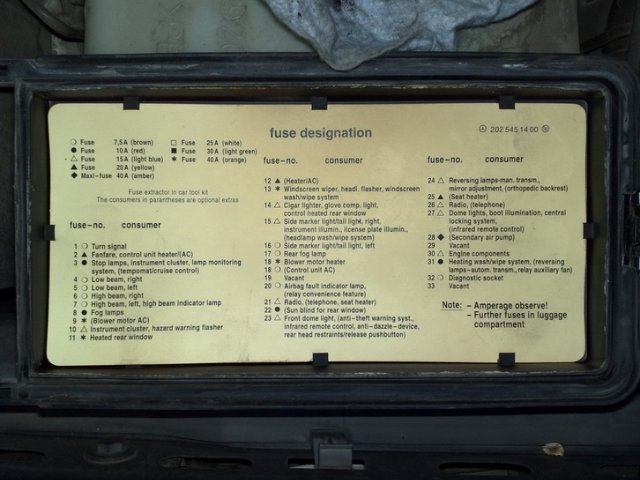 fuse designation
202 545 14 00
○ Fuse 7,5A (brown)
● Fuse 10A (red)
△ Fuse 15A (light blue)
▲ Fuse 20A (yellow)
◆ Maxi-fuse 40A (amber)
□ Fuse 25A (white)
■ Fuse 30A (light green)
✶ Fuse 40A (orange)
Fuse extractor in car tool kit
The consumers in parantheses are optional extras
fuse-no. consumer
1 ○ Turn signal
2 ▲ Fanfare, control unit heater/(AC)
3 ● Stop lamps, instrument cluster, lamp monitoring
system, (tempomat/cruise control)
4 ○ Low beam, right
5 ○ Low beam, left
6 ○ High beam, right
7 ○ High beam, left, high beam indicator lamp
8 ● Fog lamps
9 ✶ (Blower motor AC)
10 △ Instrument cluster, hazard warning flasher
11 ✶ Heated rear window
fuse-no. consumer
12 ▲ (Heater/AC)
13 ✶ Windscreen wiper, headl. flasher, windscreen
wash/wipe system
14 △ Cigar lighter, glove comp. light,
control heated rear window
15 △ Side marker light/tail light, right,
instrument illumin., license plate illumin.,
(headlamp wash/wipe system)
16 ○ Side marker light/tail light, left
17 ○ Rear fog lamp
18 ✶ Blower motor heater
18 ○ (Control unit AC)
19 Vacant
20 ○ Airbag fault indicator lamp,
(relay convenience feature)
21 △ Radio, (telephone, seat heater)
22 ● (Sun blind for rear window)
23 △ Front dome light, (anti-theft warning syst.,
infrared remote control, anti-dazzle-device,
rear head restraints/release pushbutton)
fuse-no. consumer
24 △ Reversing lamps-man. transm.,
mirror adjustment, (orthopedic backrest)
25 ▲ (Seat heater)
26 △ Radio, (telephone)
27 △ Dome lights, boot illumination, central
locking system,
(infrared remote control)
28 ◆ (Secondary air pump)
29 Vacant
30 △ Engine components
31 ● Heating wash/wipe system, (reversing
lamps-autom. transm., relay auxiliary fan)
32 ○ Diagnostic socket
33 Vacant
Note: - Amperage observe!
- Further fuses in luggage
compartment